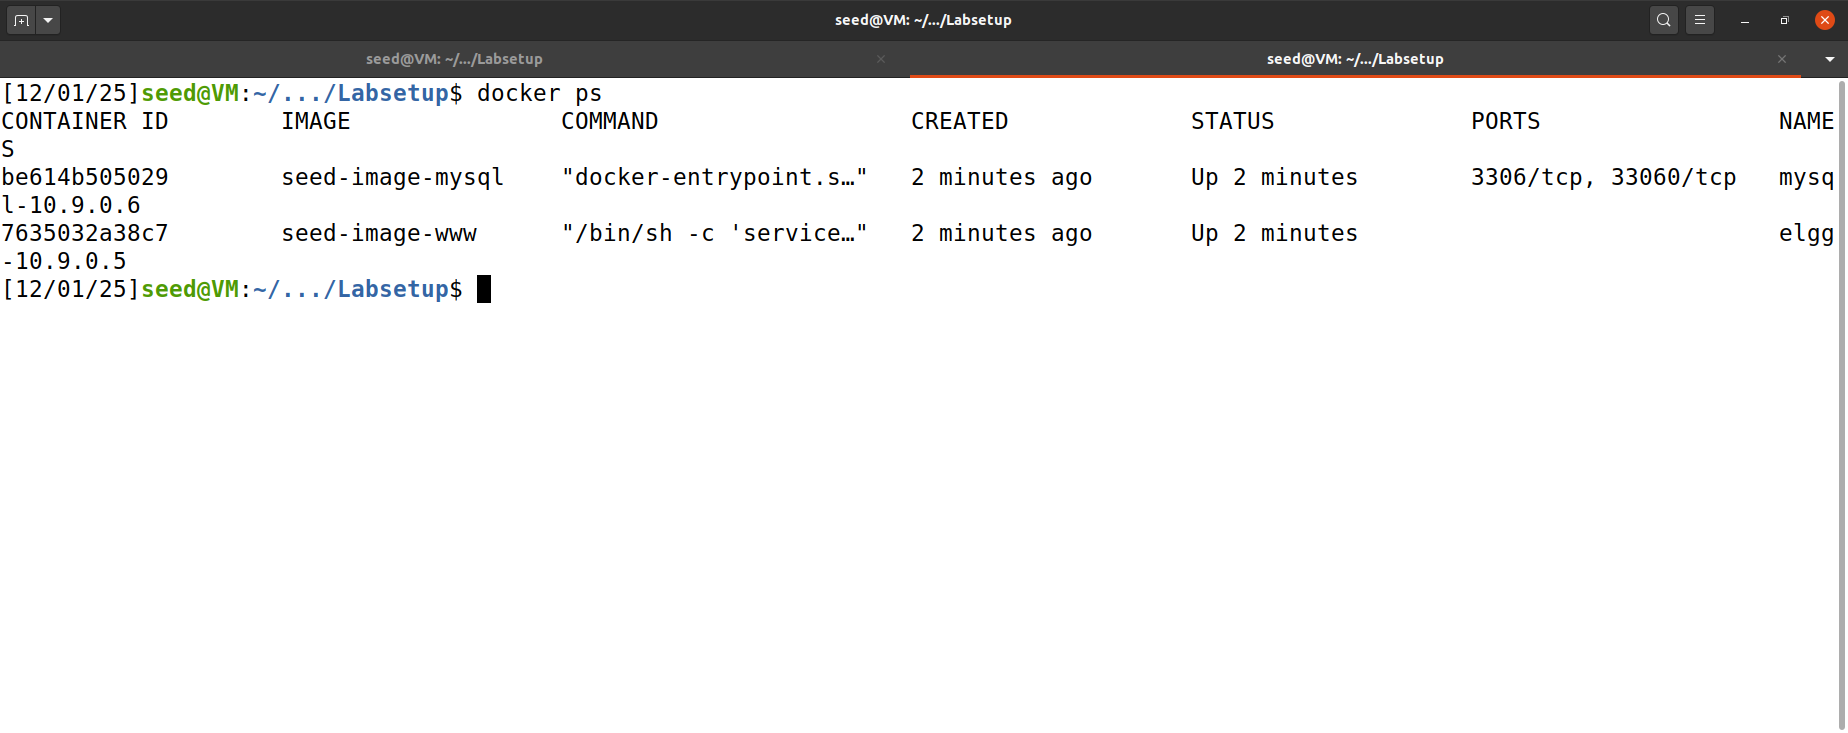 seed@VM: ~/.../Labsetup
seed@VM: ~/.../Labsetup
seed@VM: ~/.../Labsetup
[12/01/25]seed@VM:~/.../Labsetup$ docker ps
CONTAINER ID        IMAGE               COMMAND                  CREATED             STATUS              PORTS                 NAME
S
be614b505029        seed-image-mysql    "docker-entrypoint.s…"   2 minutes ago       Up 2 minutes        3306/tcp, 33060/tcp   mysq
l-10.9.0.6
7635032a38c7        seed-image-www      "/bin/sh -c 'service…"   2 minutes ago       Up 2 minutes                              elgg
-10.9.0.5
[12/01/25]seed@VM:~/.../Labsetup$